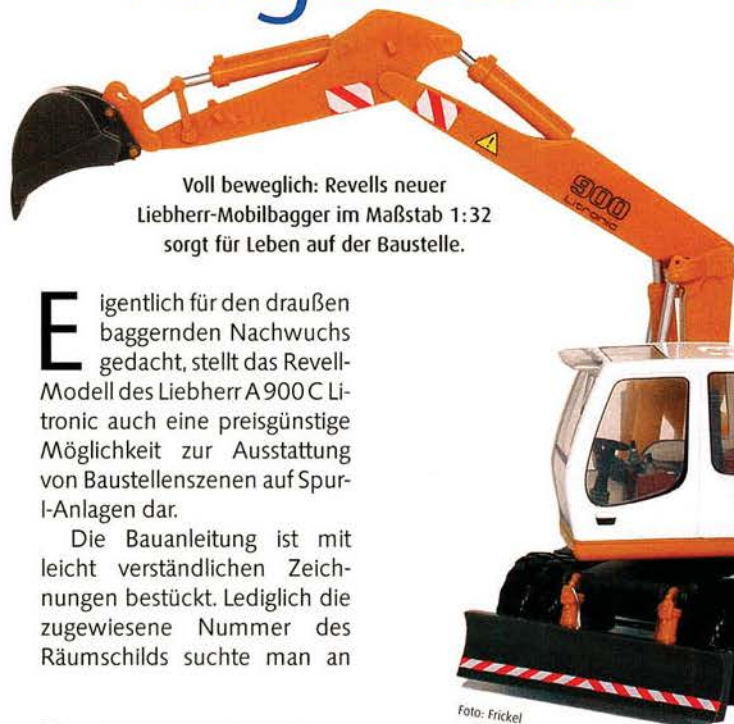 Voll beweglich: Revells neuer
Liebherr-Mobilbagger im Maßstab 1:32
sorgt für Leben auf der Baustelle.
Eigentlich für den draußen
baggernden Nachwuchs
gedacht, stellt das Revell-
Modell des Liebherr A 900 C Li-
tronic auch eine preisgünstige
Möglichkeit zur Ausstattung
von Baustellenszenen auf Spur-
I-Anlagen dar.
Die Bauanleitung ist mit
leicht verständlichen Zeich-
nungen bestückt. Lediglich die
zugewiesene Nummer des
Räumschilds suchte man an
900
Litronic
Foto: Frickel